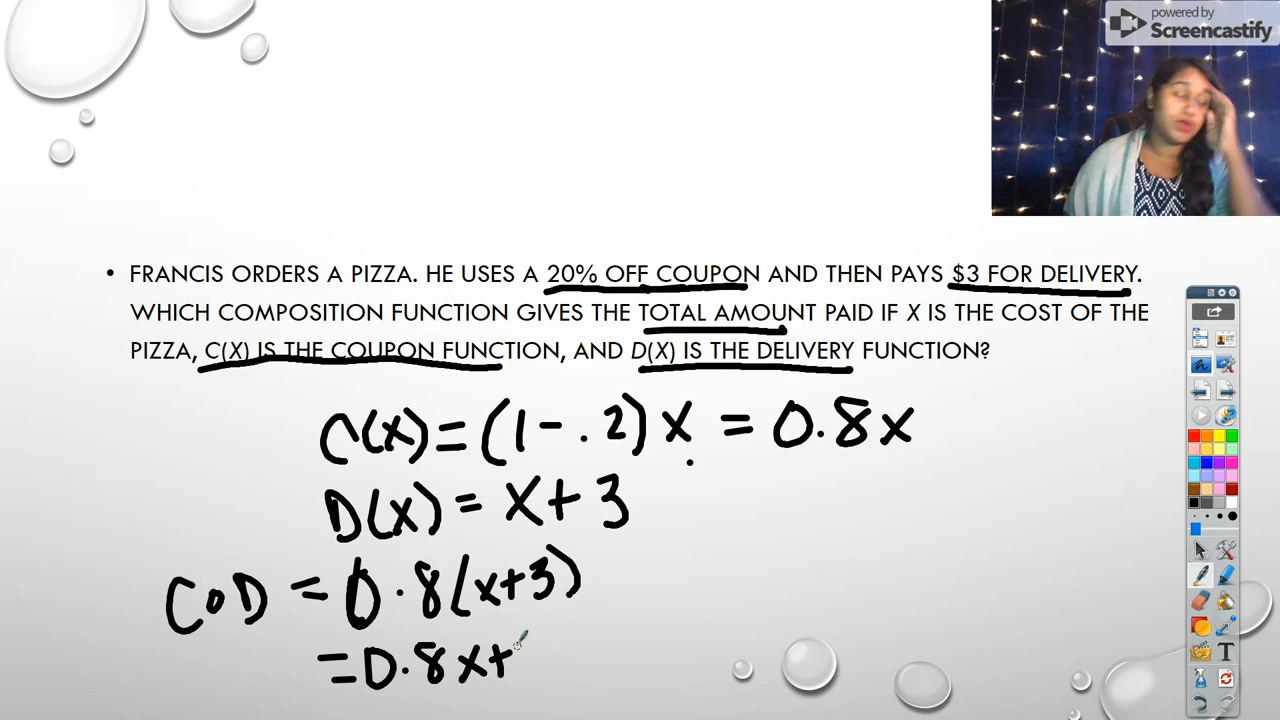 powered by
Screencastify
• FRANCIS ORDERS A PIZZA. HE USES A 20% OFF COUPON AND THEN PAYS $3 FOR DELIVERY.
WHICH COMPOSITION FUNCTION GIVES THE TOTAL AMOUNT PAID IF X IS THE COST OF THE
PIZZA, C(X) IS THE COUPON FUNCTION, AND D(X) IS THE DELIVERY FUNCTION?
C(X) = (1 - .2)X = 0.8X
D(X) = X + 3
COD = 0.8(X+3)
= 0.8X+